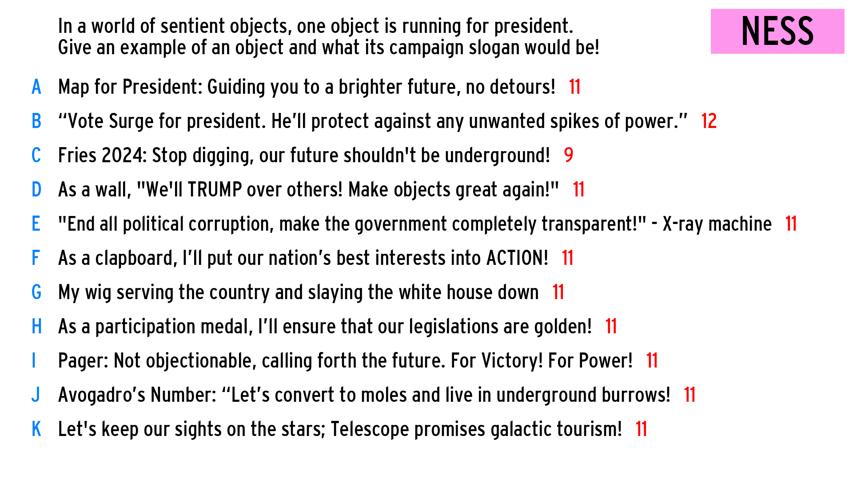 In a world of sentient objects, one object is running for president.
Give an example of an object and what its campaign slogan would be!
NESS
A Map for President: Guiding you to a brighter future, no detours! 11
B “Vote Surge for president. He’ll protect against any unwanted spikes of power.” 12
C Fries 2024: Stop digging, our future shouldn't be underground! 9
D As a wall, "We'll TRUMP over others! Make objects great again!" 11
E "End all political corruption, make the government completely transparent!" - X-ray machine 11
F As a clapboard, I’ll put our nation’s best interests into ACTION! 11
G My wig serving the country and slaying the white house down 11
H As a participation medal, I’ll ensure that our legislations are golden! 11
I Pager: Not objectionable, calling forth the future. For Victory! For Power! 11
J Avogadro’s Number: “Let’s convert to moles and live in underground burrows! 11
K Let's keep our sights on the stars; Telescope promises galactic tourism! 11